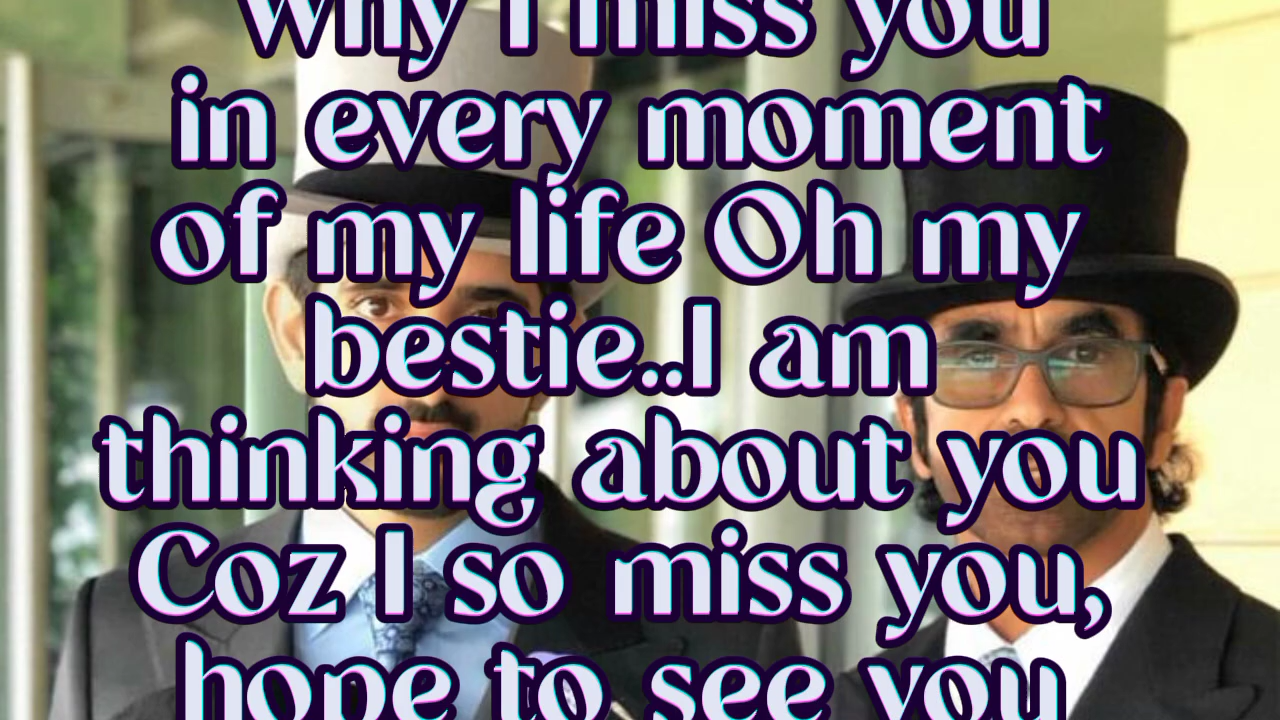 Why I miss you
in every moment
of my life Oh my
bestie..I am
thinking about you
Coz I so miss you,
hope to see you